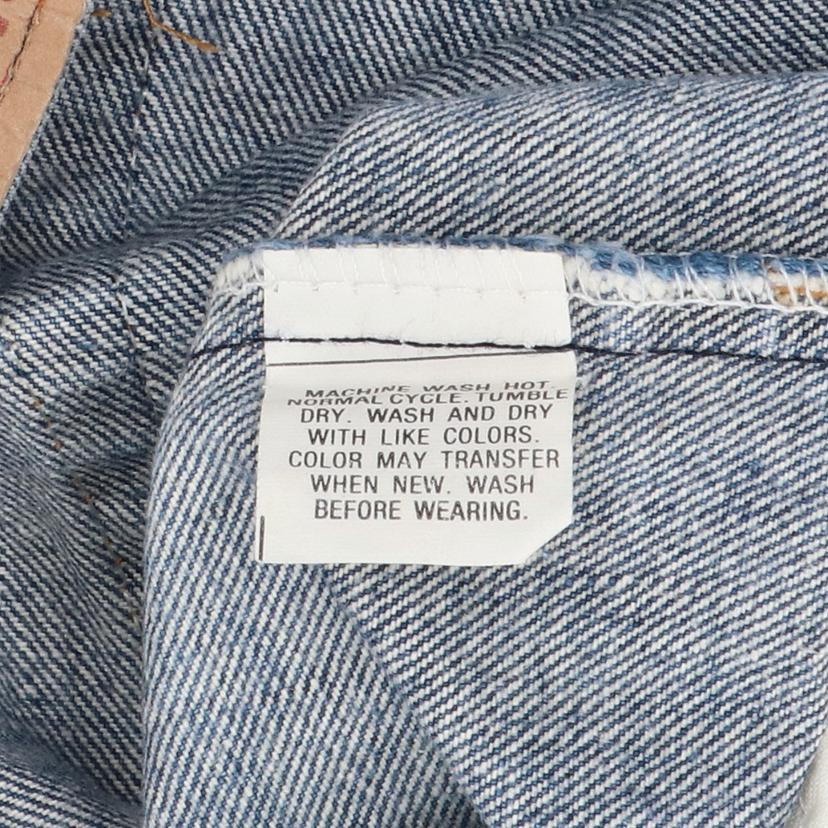 MACHINE WASH HOT.
NORMAL CYCLE. TUMBLE
DRY. WASH AND DRY
WITH LIKE COLORS.
COLOR MAY TRANSFER
WHEN NEW. WASH
BEFORE WEARING.